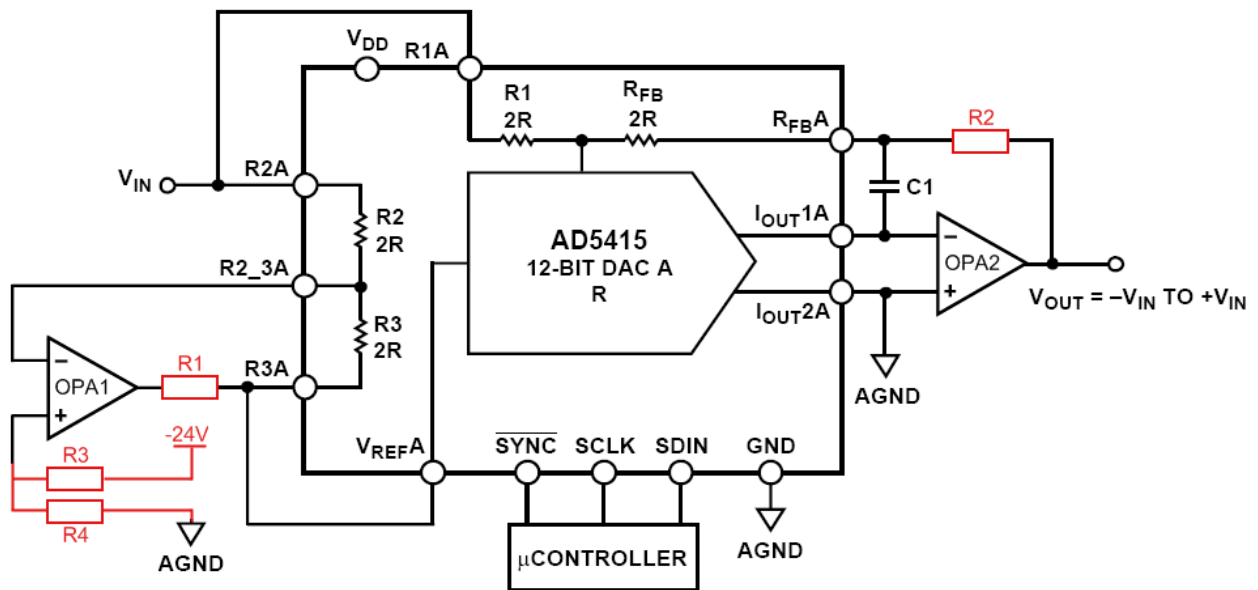 VDD
R1A
R1
2R
RFB
2R
RFBA
R2
VIN
R2A
R2
2R
C1
AD5415
12-BIT DAC A
R
IOUT1A
OPA2
R2_3A
R3
2R
IOUT2A
VOUT = –VIN TO +VIN
OPA1
R1
R3A
AGND
-24V
R3
R4
AGND
VREFA
SYNC
SCLK
SDIN
GND
µCONTROLLER
AGND